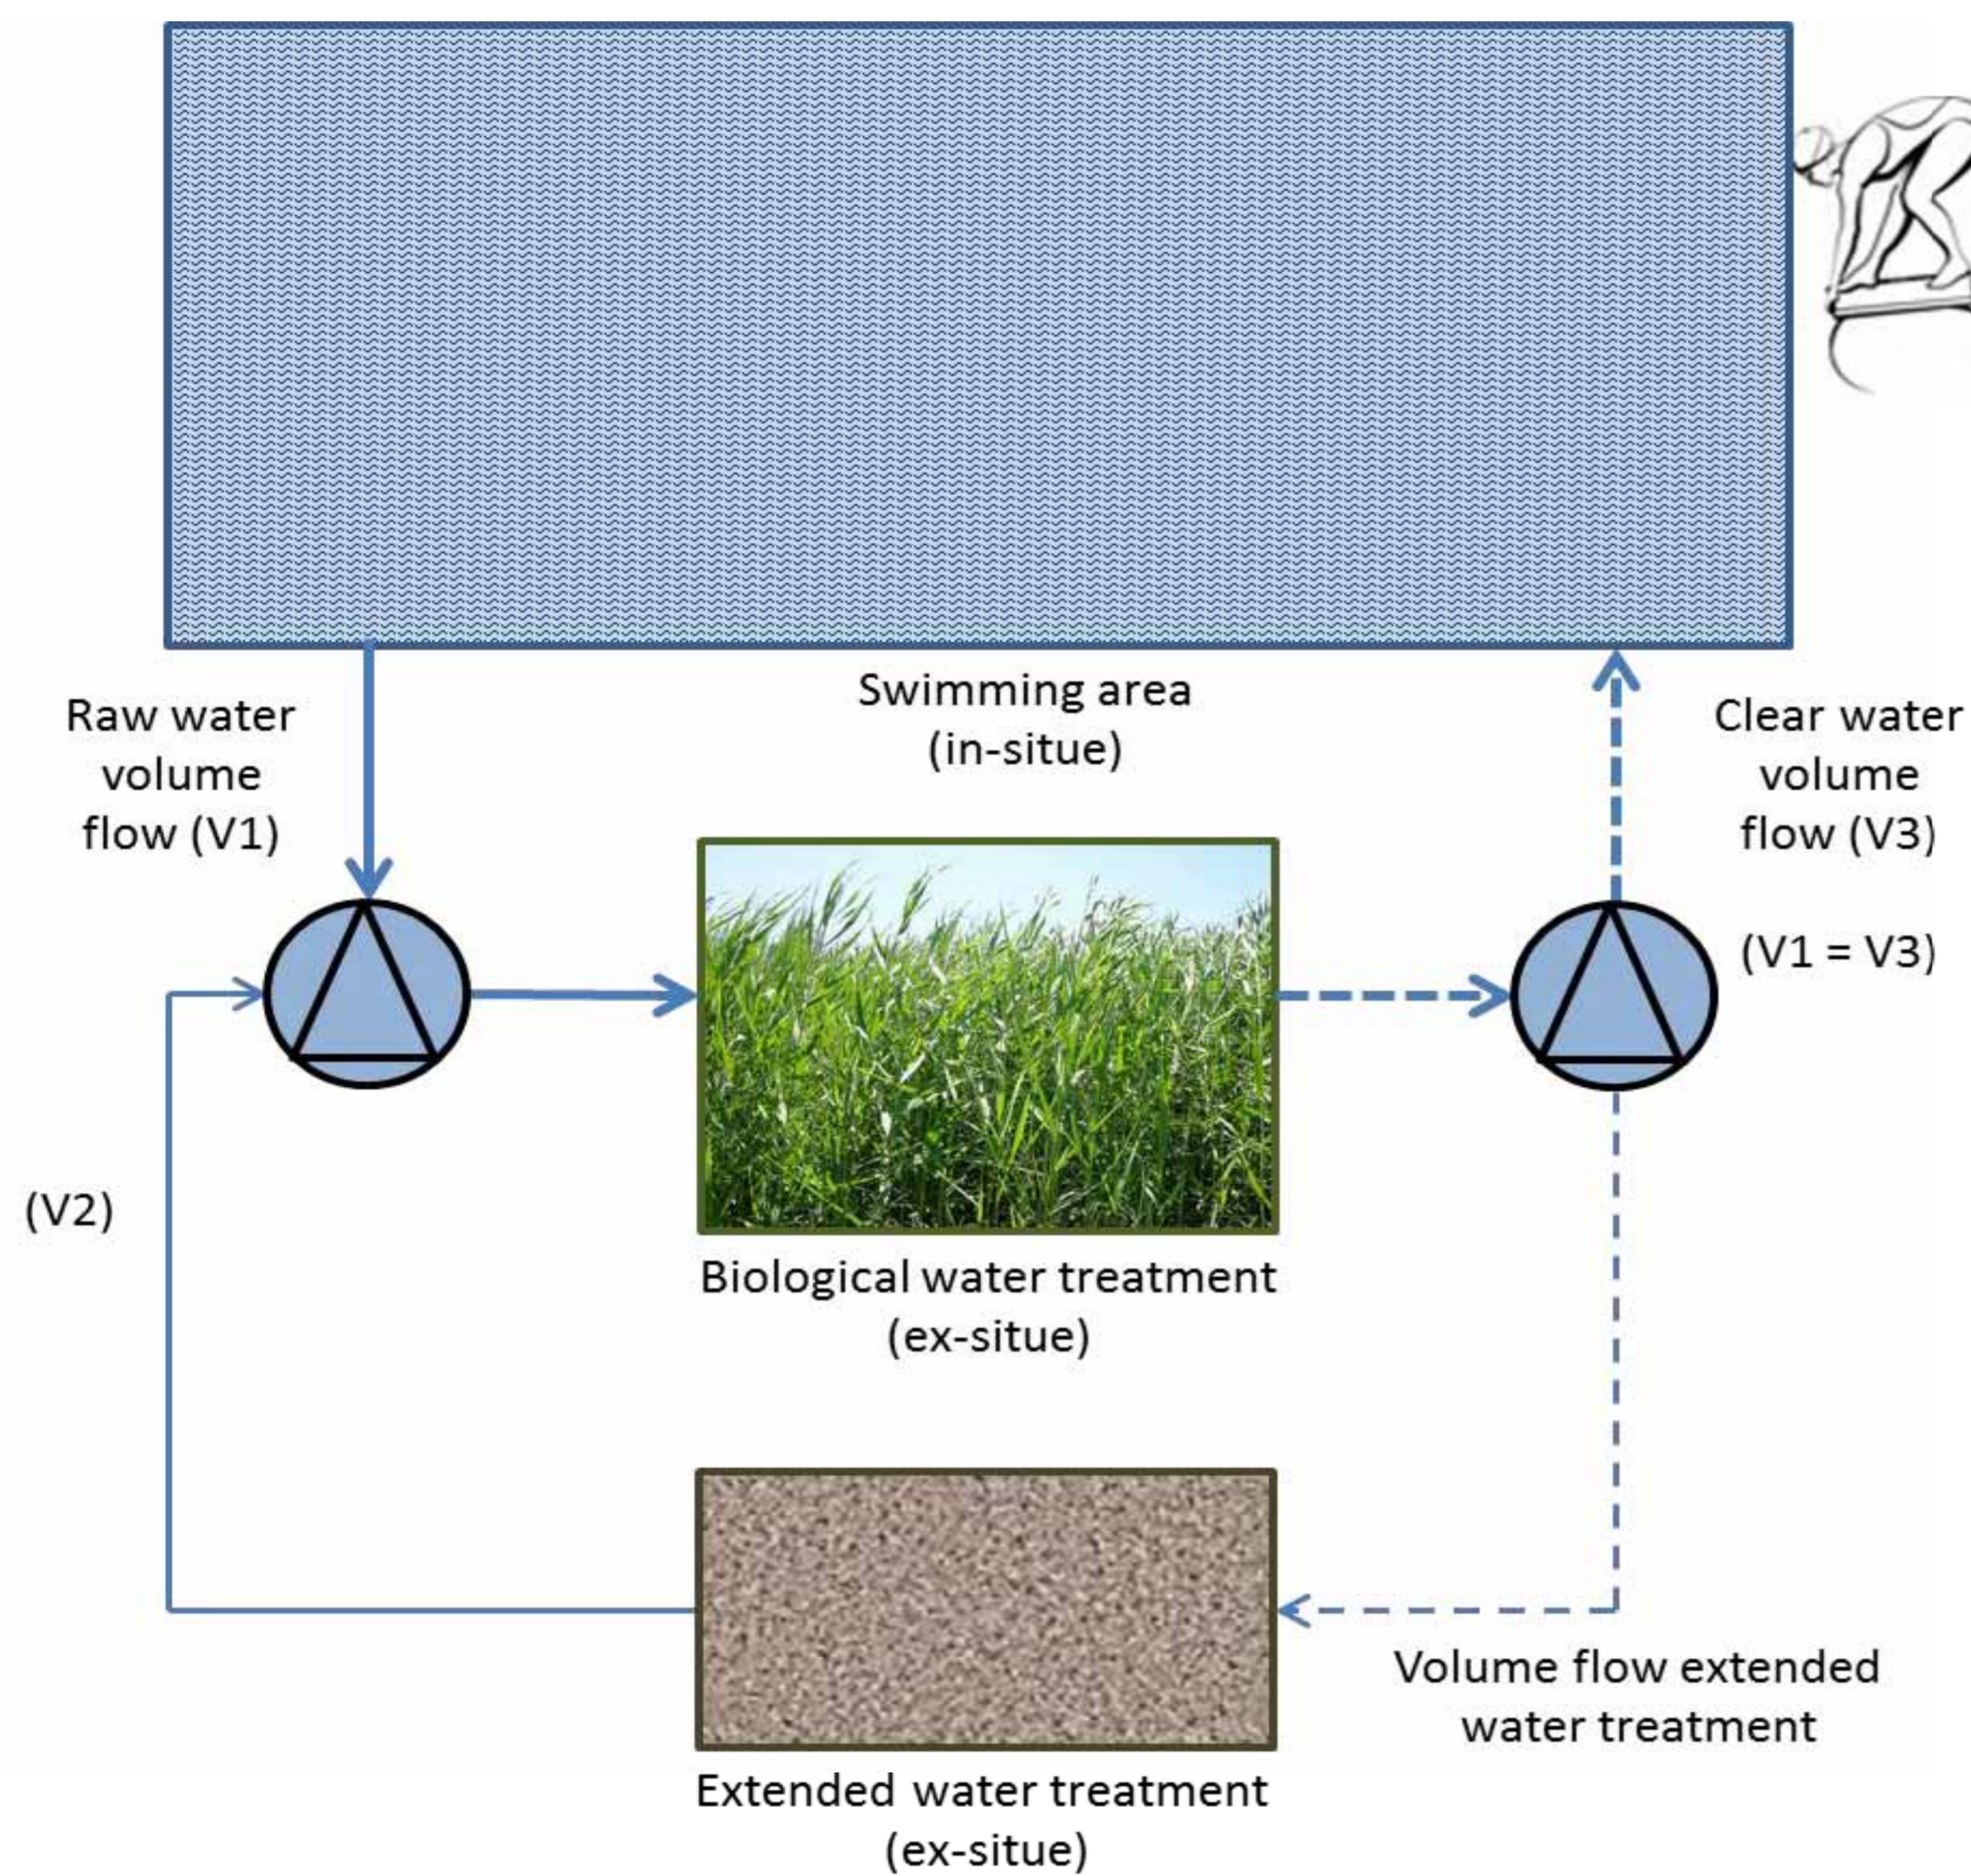 Swimming area
(in-situe)
Raw water
volume
flow (V1)
Clear water
volume
flow (V3)
(V1 = V3)
(V2)
Biological water treatment
(ex-situe)
Volume flow extended
water treatment
Extended water treatment
(ex-situe)